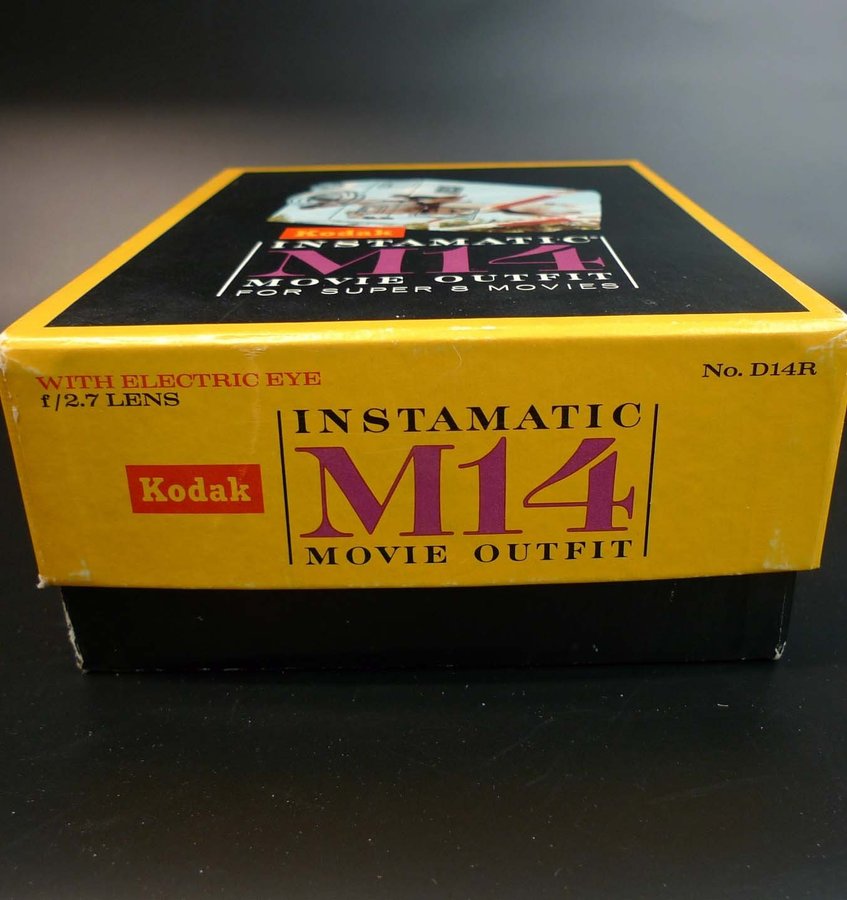 Kodak
INSTAMATIC®
M14
MOVIE OUTFIT
FOR SUPER 8 MOVIES
WITH ELECTRIC EYE
f/2.7 LENS
No. D14R
Kodak
INSTAMATIC
M14
MOVIE OUTFIT